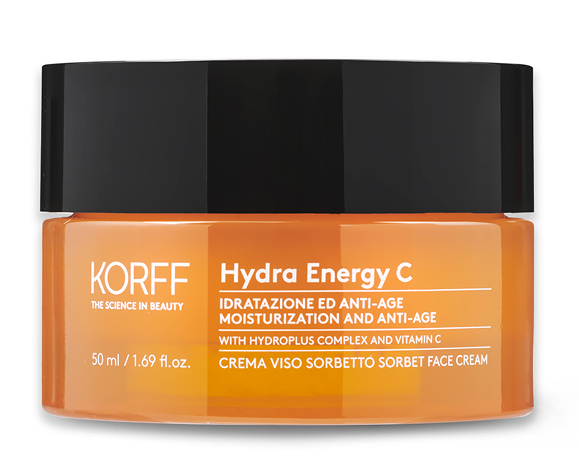 KORFF
THE SCIENCE IN BEAUTY
50 ml / 1.69 fl.oz.
Hydra Energy C
IDRATAZIONE ED ANTI-AGE
MOISTURIZATION AND ANTI-AGE
WITH HYDROPLUS COMPLEX AND VITAMIN C
CREMA VISO SORBETTO SORBET FACE CREAM